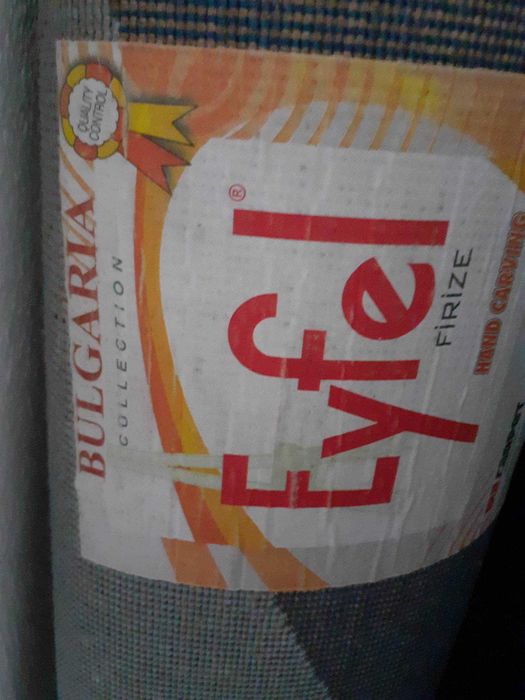 QUALITY
CONTROL
BULGARIA
COLLECTION
Eyfel®
FİRİZE
HAND CARVING